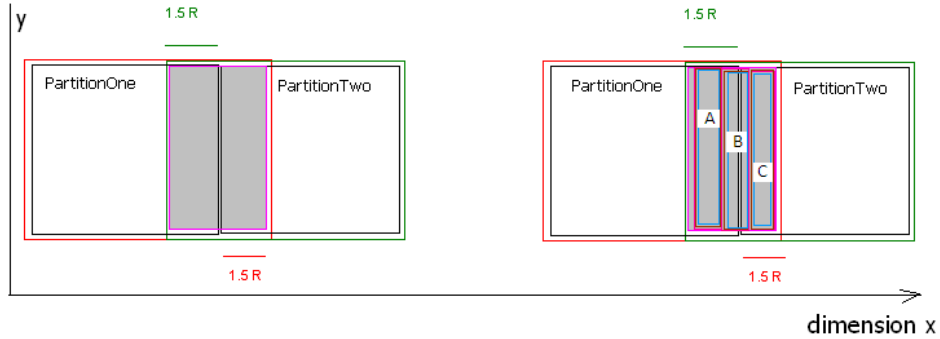 y
1.5 R
1.5 R
PartitionOne
PartitionTwo
PartitionOne
PartitionTwo
A
B
C
1.5 R
1.5 R
dimension x